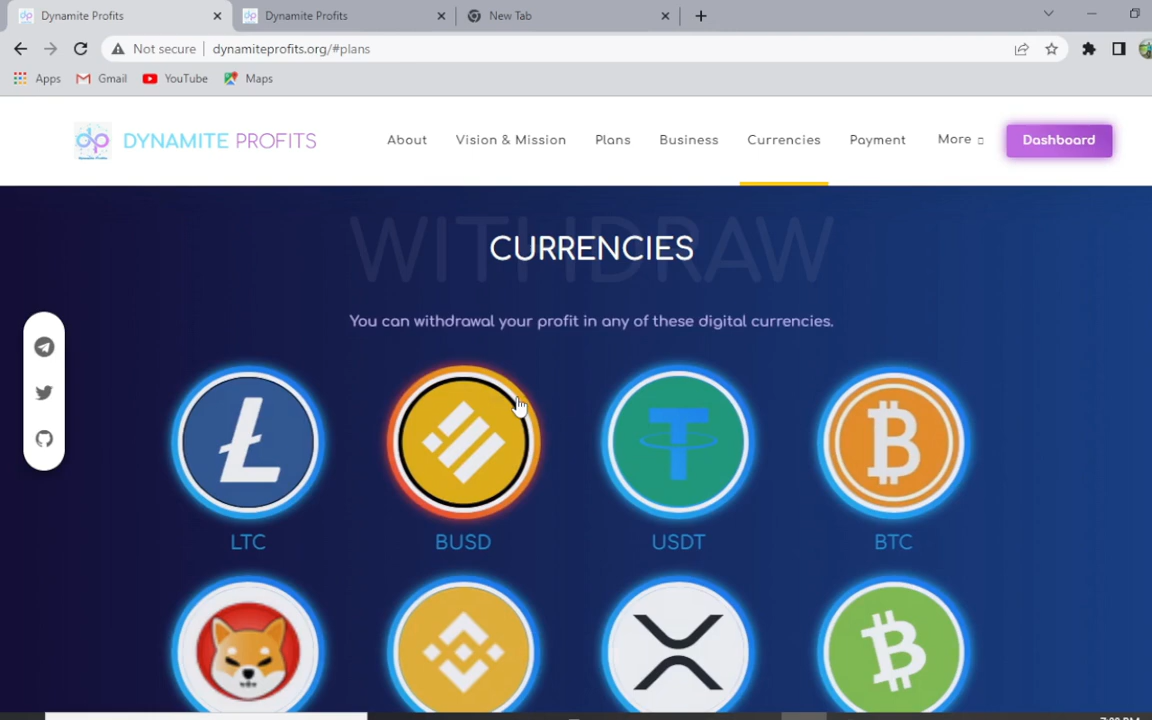 Dynamite Profits
Dynamite Profits
New Tab
Not secure dynamiteprofits.org/#plans
Apps Gmail YouTube Maps
dp DYNAMITE PROFITS About Vision & Mission Plans Business Currencies Payment More Dashboard
WITHDRAW
CURRENCIES
You can withdrawal your profit in any of these digital currencies.
LTC BUSD USDT BTC